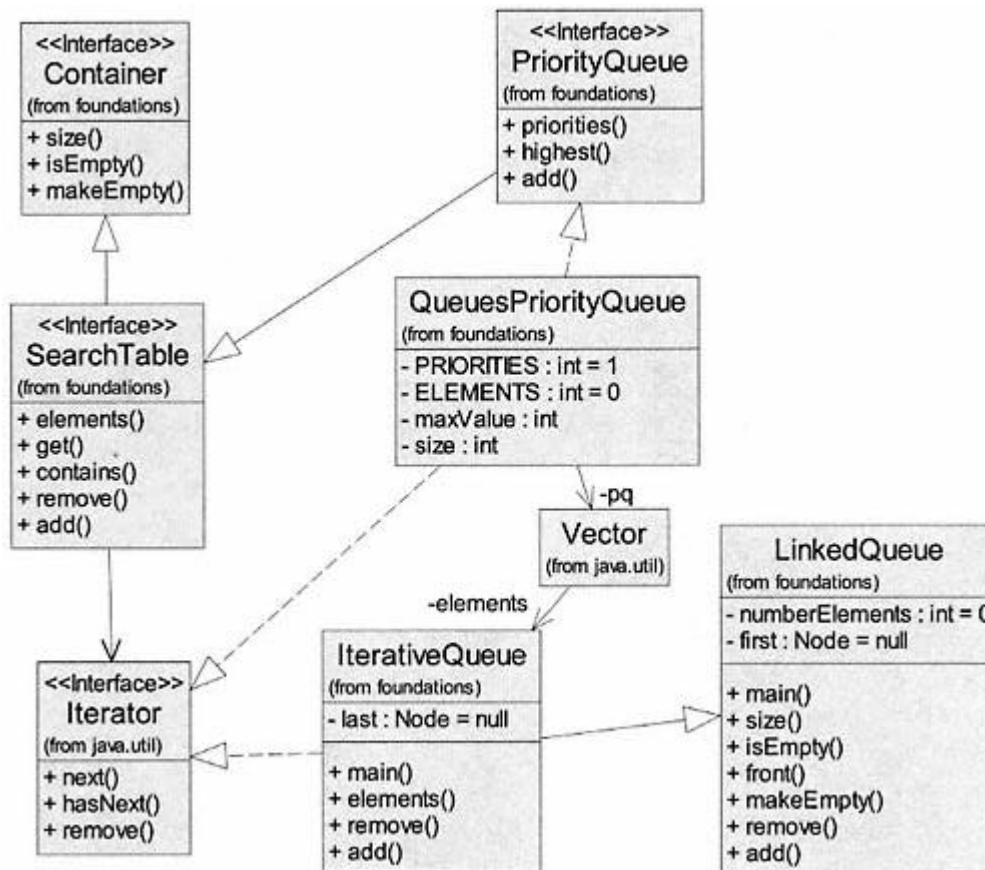 <<Interface>>
Container
(from foundations)
+ size()
+ isEmpty()
+ makeEmpty()
<<Interface>>
PriorityQueue
(from foundations)
+ priorities()
+ highest()
+ add()
<<Interface>>
SearchTable
(from foundations)
+ elements()
+ get()
+ contains()
+ remove()
+ add()
QueuesPriorityQueue
(from foundations)
- PRIORITIES : int = 1
- ELEMENTS : int = 0
- maxValue : int
- size : int
-pq
Vector
(from java.util)
-elements
<<Interface>>
Iterator
(from java.util)
+ next()
+ hasNext()
+ remove()
IterativeQueue
(from foundations)
- last : Node = null
+ main()
+ elements()
+ remove()
+ add()
LinkedQueue
(from foundations)
- numberElements : int = 0
- first : Node = null
+ main()
+ size()
+ isEmpty()
+ front()
+ makeEmpty()
+ remove()
+ add()